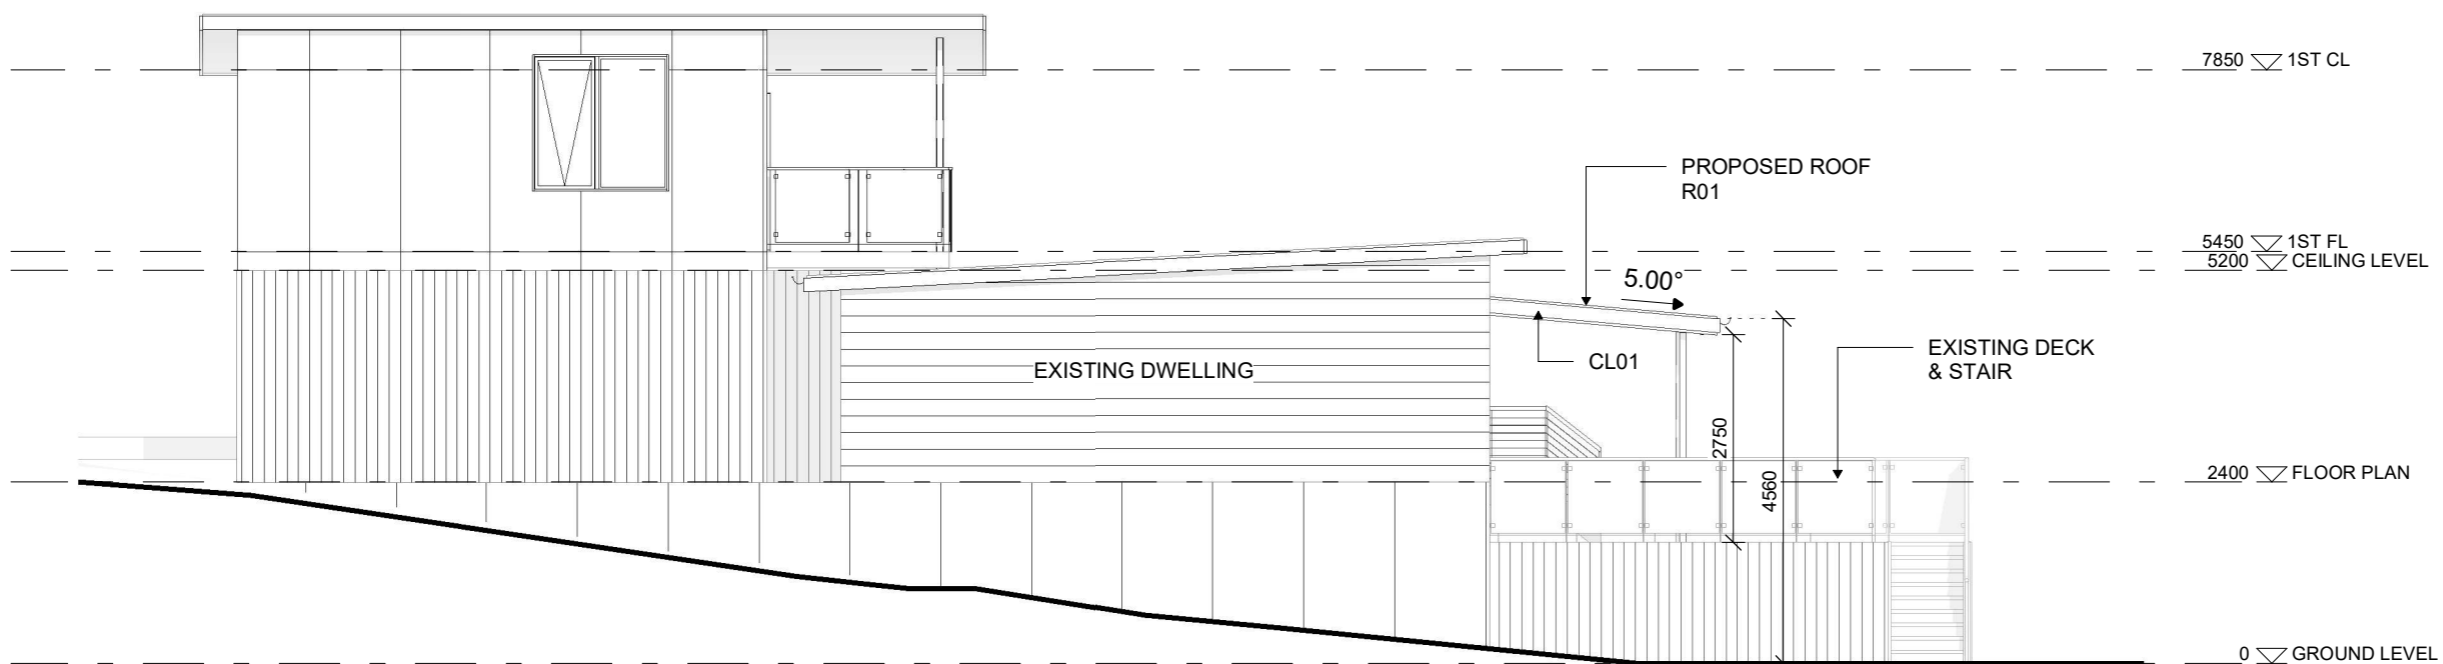 7850 1ST CL
PROPOSED ROOF
R01
5450 1ST FL
5200 CEILING LEVEL
5.00°
EXISTING DWELLING
CL01
EXISTING DECK
& STAIR
2750
4560
2400 FLOOR PLAN
0 GROUND LEVEL